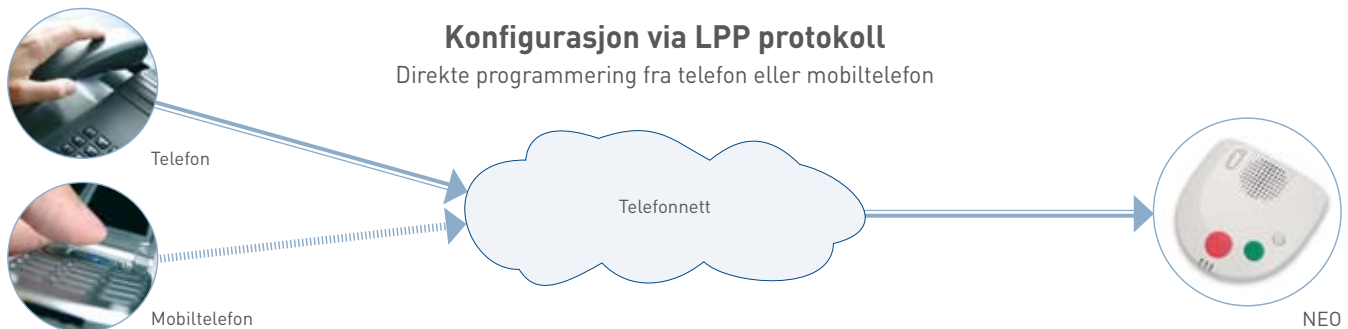 Konfigurasjon via LPP protokoll
Direkte programmering fra telefon eller mobiltelefon
Telefon
Telefonnett
Mobiltelefon
NEO